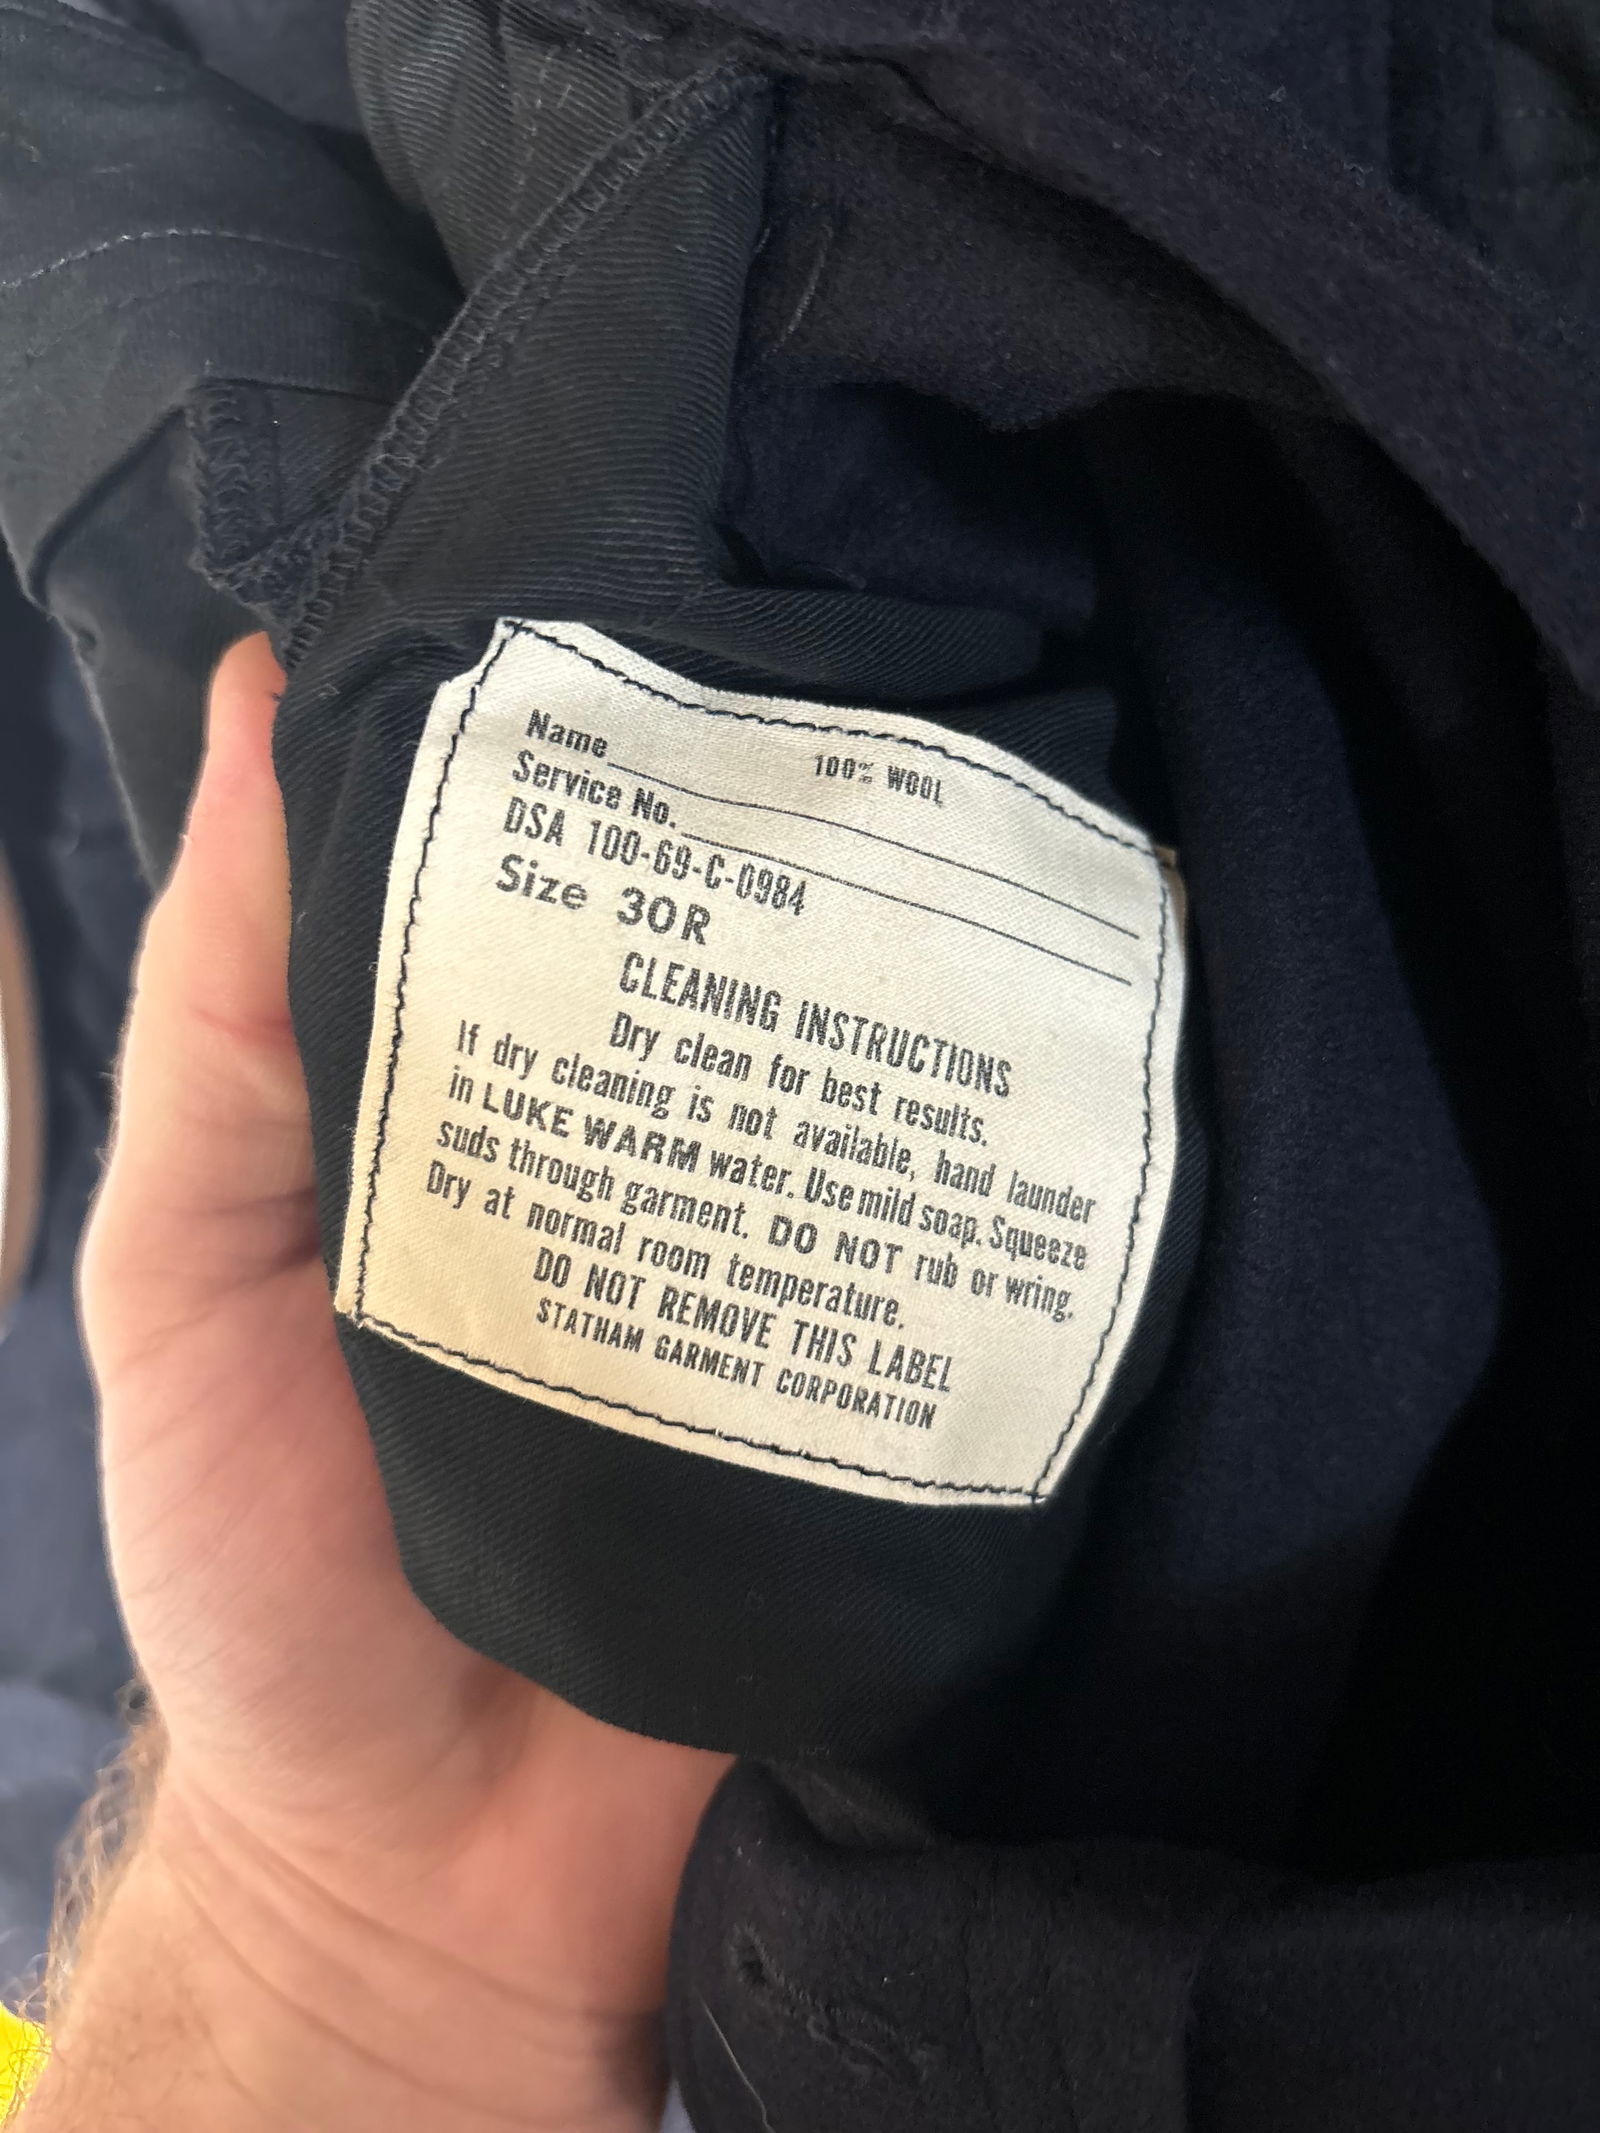 Name 100% WOOL
Service No.
DSA 100-69-C-0984
Size 30R
CLEANING INSTRUCTIONS
Dry clean for best results.
If dry cleaning is not available, hand launder
in LUKE WARM water. Use mild soap. Squeeze
suds through garment. DO NOT rub or wring.
Dry at normal room temperature.
DO NOT REMOVE THIS LABEL
STATHAM GARMENT CORPORATION